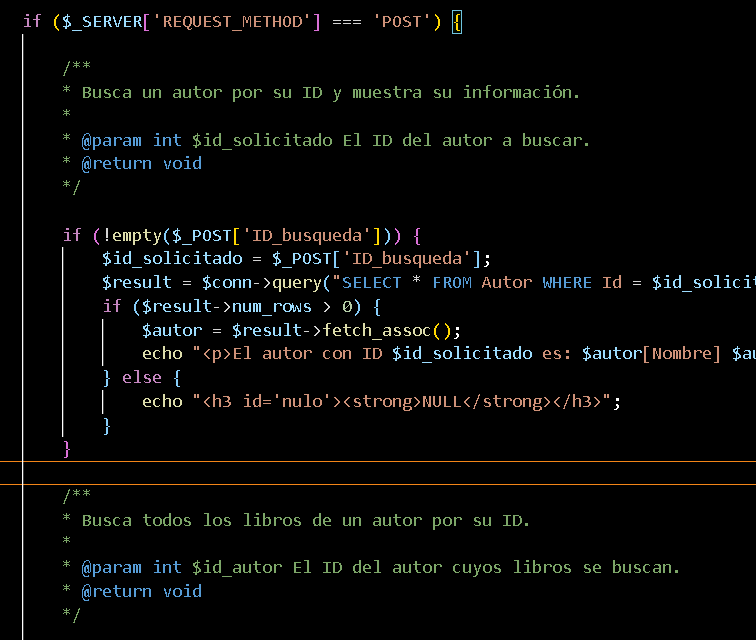 if ($_SERVER['REQUEST_METHOD'] === 'POST') {
/**
* Busca un autor por su ID y muestra su información.
*
* @param int $id_solicitado El ID del autor a buscar.
* @return void
*/
if (!empty($_POST['ID_busqueda'])) {
$id_solicitado = $_POST['ID_busqueda'];
$result = $conn->query("SELECT * FROM Autor WHERE Id = $id_solicit
if ($result->num_rows > 0) {
$autor = $result->fetch_assoc();
echo "<p>El autor con ID $id_solicitado es: $autor[Nombre] $au
} else {
echo "<h3 id='nulo'><strong>NULL</strong></h3>";
}
}
/**
* Busca todos los libros de un autor por su ID.
*
* @param int $id_autor El ID del autor cuyos libros se buscan.
* @return void
*/